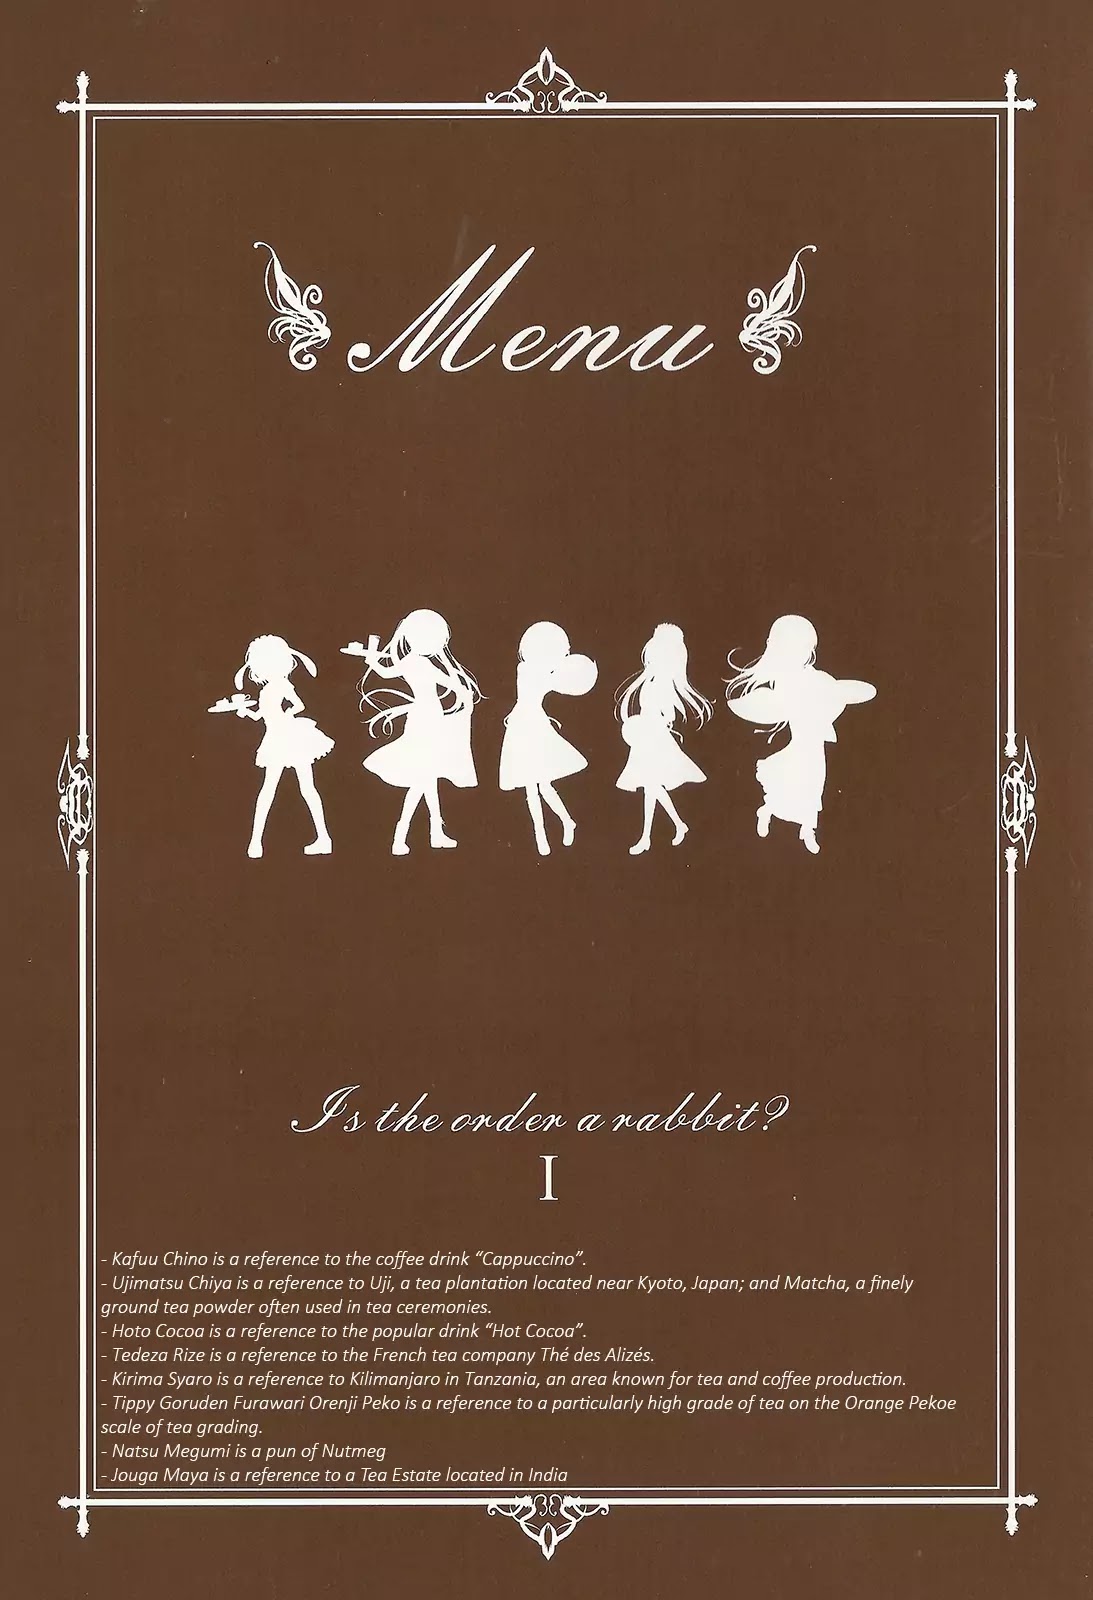 Menu
Is the order a rabbit?
I
- Kafuu Chino is a reference to the coffee drink “Cappuccino”.
- Ujimatsu Chiya is a reference to Uji, a tea plantation located near Kyoto, Japan; and Matcha, a finely
ground tea powder often used in tea ceremonies.
- Hoto Cocoa is a reference to the popular drink “Hot Cocoa”.
- Tedeza Rize is a reference to the French tea company Thé des Alizés.
- Kirima Syaro is a reference to Kilimanjaro in Tanzania, an area known for tea and coffee production.
- Tippy Goruden Furawari Orenji Peko is a reference to a particularly high grade of tea on the Orange Pekoe
scale of tea grading.
- Natsu Megumi is a pun of Nutmeg
- Jouga Maya is a reference to a Tea Estate located in India